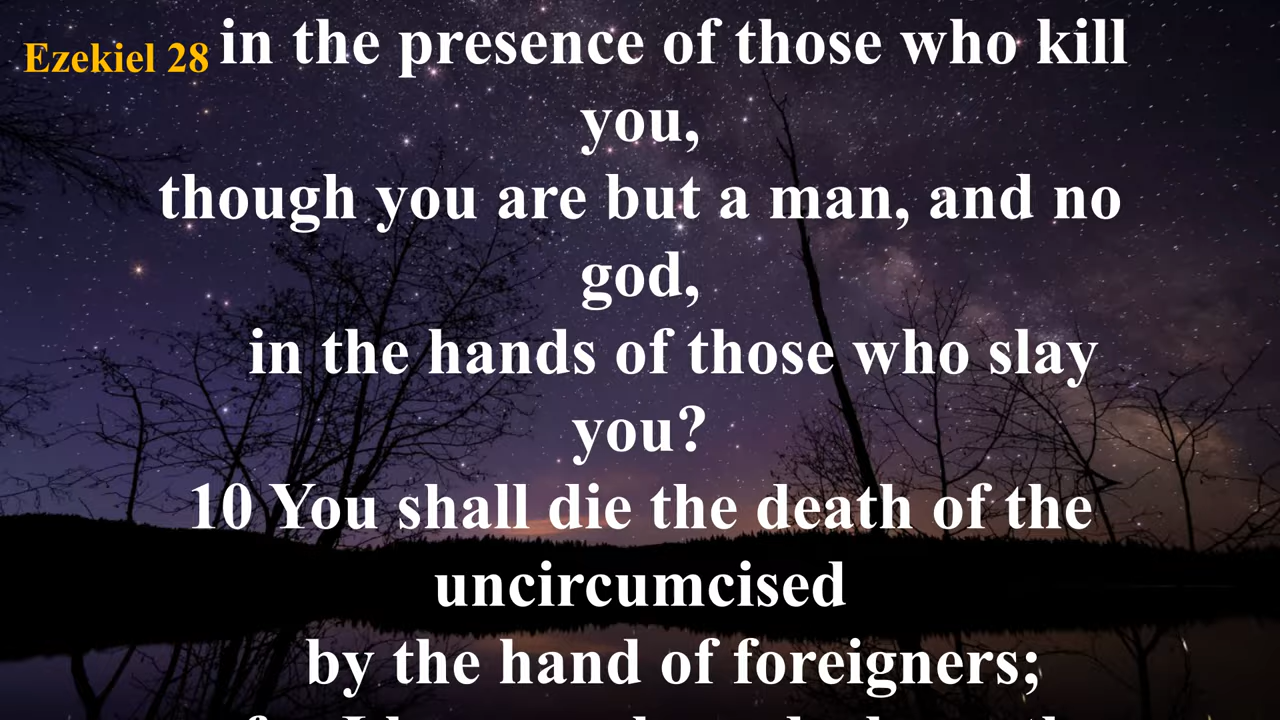 Ezekiel 28
in the presence of those who kill
you,
though you are but a man, and no
god,
in the hands of those who slay
you?
10 You shall die the death of the
uncircumcised
by the hand of foreigners;